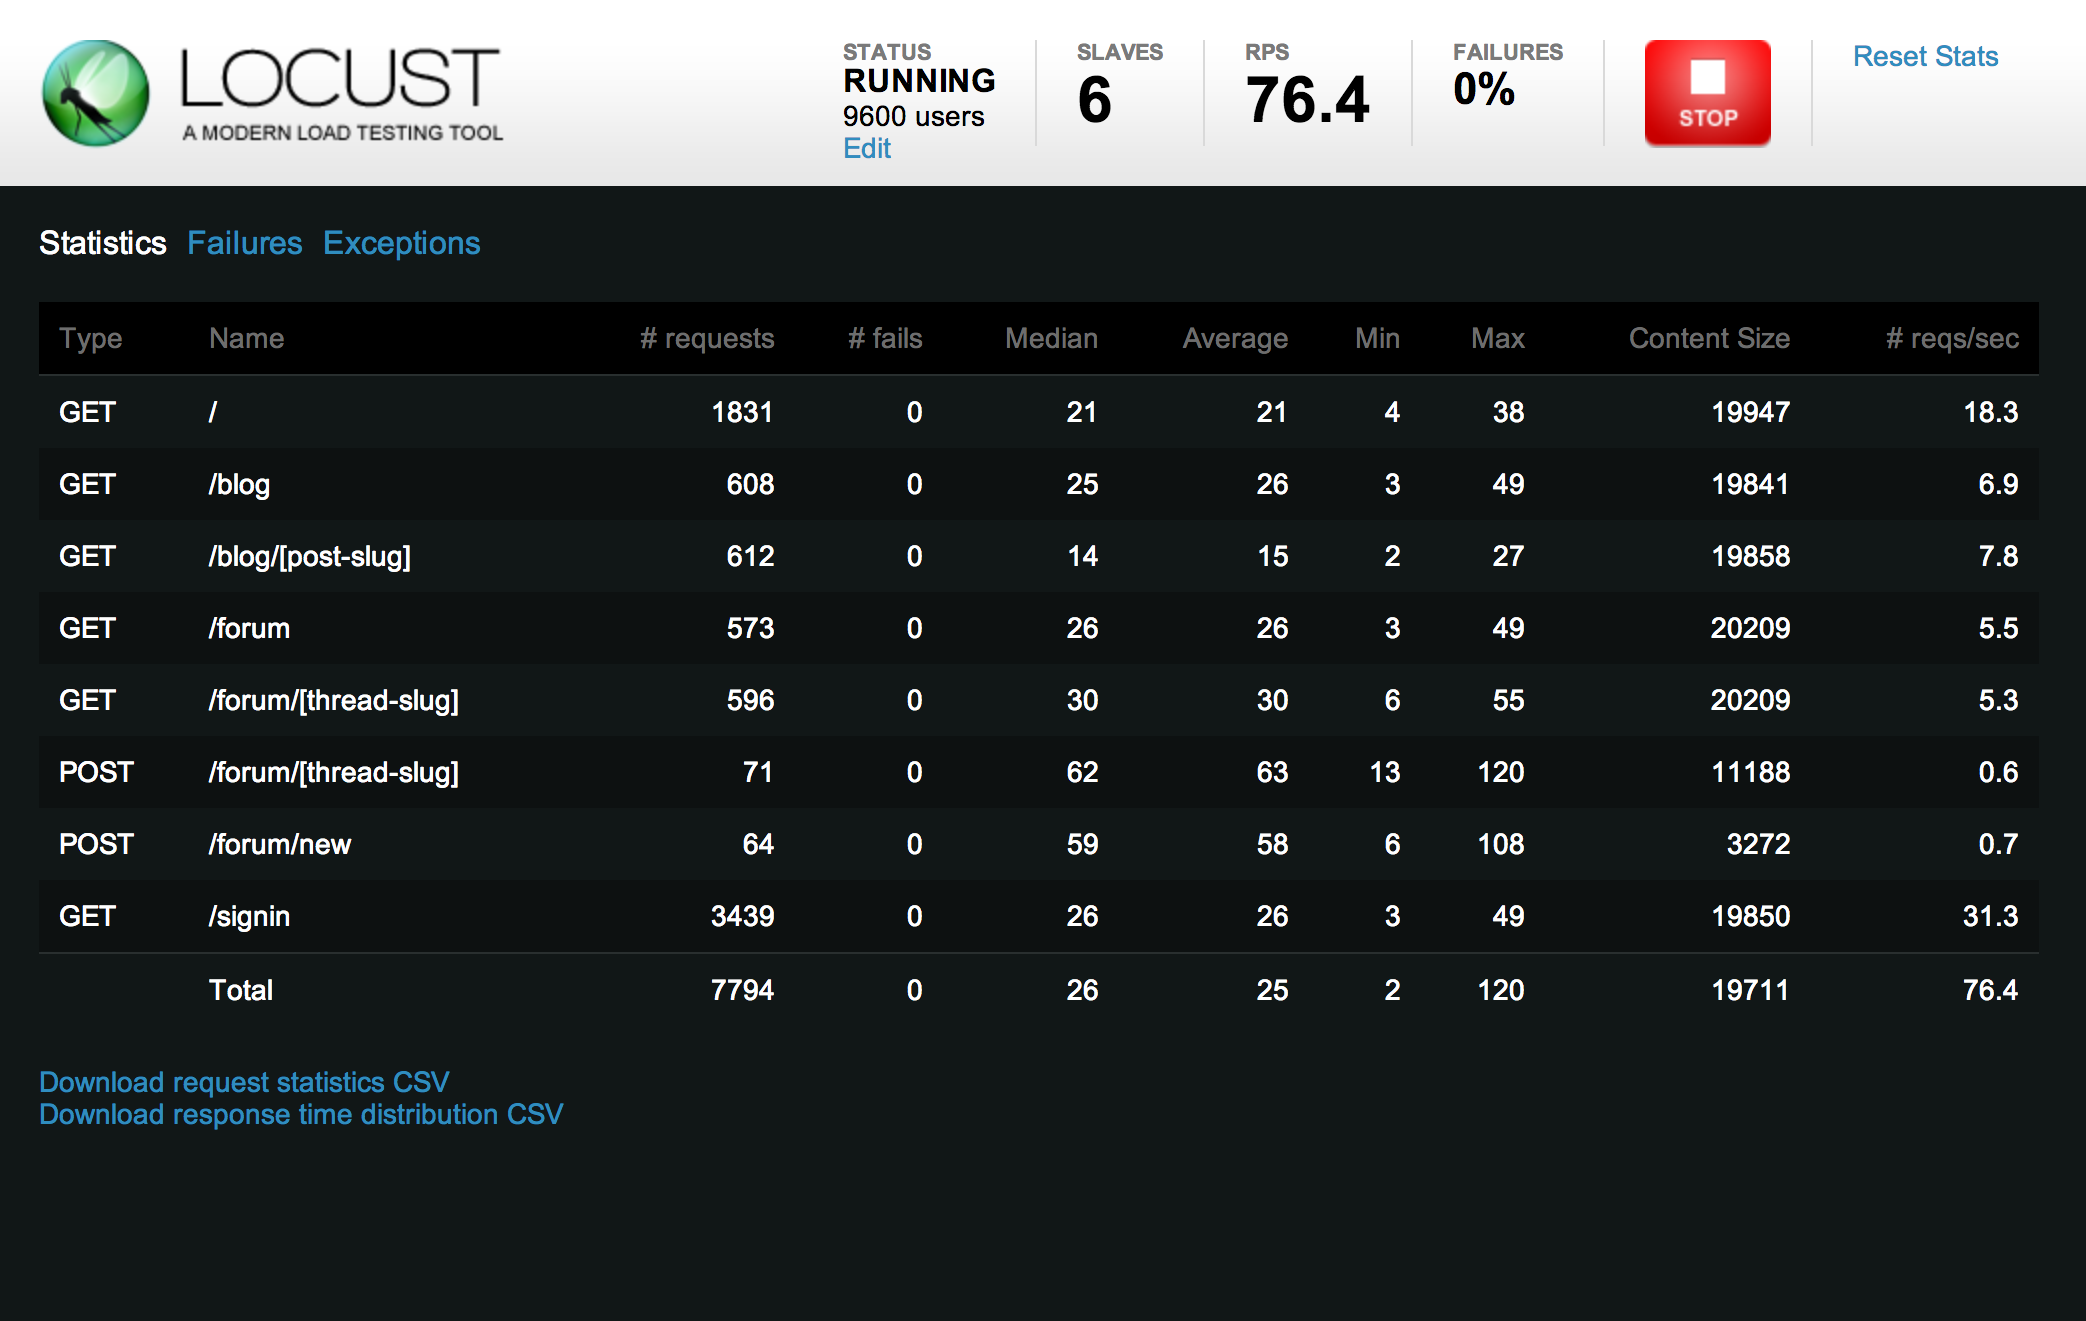 LOCUST
A MODERN LOAD TESTING TOOL
STATUS
RUNNING
9600 users
Edit
SLAVES
6
RPS
76.4
FAILURES
0%
STOP
Reset Stats
Statistics Failures Exceptions
Type Name # requests # fails Median Average Min Max Content Size # reqs/sec
GET / 1831 0 21 21 4 38 19947 18.3
GET /blog 608 0 25 26 3 49 19841 6.9
GET /blog/[post-slug] 612 0 14 15 2 27 19858 7.8
GET /forum 573 0 26 26 3 49 20209 5.5
GET /forum/[thread-slug] 596 0 30 30 6 55 20209 5.3
POST /forum/[thread-slug] 71 0 62 63 13 120 11188 0.6
POST /forum/new 64 0 59 58 6 108 3272 0.7
GET /signin 3439 0 26 26 3 49 19850 31.3
Total 7794 0 26 25 2 120 19711 76.4
Download request statistics CSV
Download response time distribution CSV